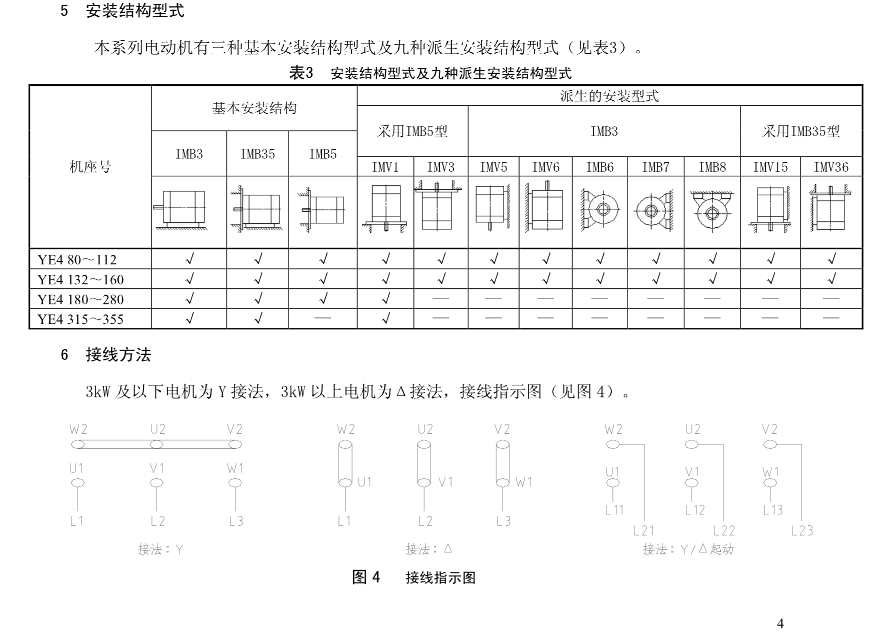 5 安装结构型式
本系列电动机有三种基本安装结构型式及九种派生安装结构型式（见表3）。
表3 安装结构型式及九种派生安装结构型式
机座号 基本安装结构 派生的安装型式
采用IMB5型 IMB3 采用IMB35型
IMB3 IMB35 IMB5 IMV1 IMV3 IMV5 IMV6 IMB6 IMB7 IMB8 IMV15 IMV36
YE4 80～112 √ √ √ √ √ √ √ √ √ √ √ √
YE4 132～160 √ √ √ √ √ √ √ √ √ √ √ √
YE4 180～280 √ √ √ √ — — — — — — — —
YE4 315～355 √ √ — √ — — — — — — — —
6 接线方法
3kW 及以下电机为 Y 接法，3kW 以上电机为 Δ 接法，接线指示图（见图 4）。
W2 U2 V2 W2 U2 V2 W2 U2 V2
U1 V1 W1 U1 V1 W1 U1 V1 W1
L1 L2 L3 L1 L2 L3 L11 L12 L13
L21 L22 L23
接法：Y 接法：Δ 接法：Y/Δ起动
图 4 接线指示图
4